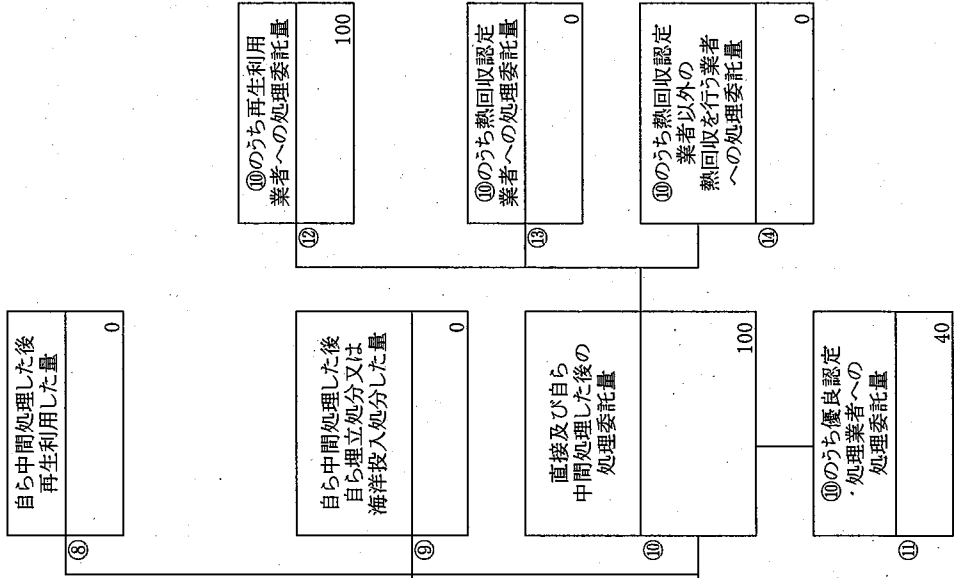 ⑧
自ら中間処理した後
再生利用した量
0
⑨
自ら中間処理した後
自ら埋立処分又は
海洋投入処分した量
0
⑩
直接及び自ら
中間処理した後の
処理委託量
100
⑪
⑩のうち優良認定
処理業者への
処理委託量
40
⑫
⑩のうち再生利用
業者への処理委託量
100
⑬
⑩のうち熱回収認定
業者への処理委託量
0
⑭
⑩のうち熱回収認定
業者以外の
熱回収を行う業者
への処理委託量
0